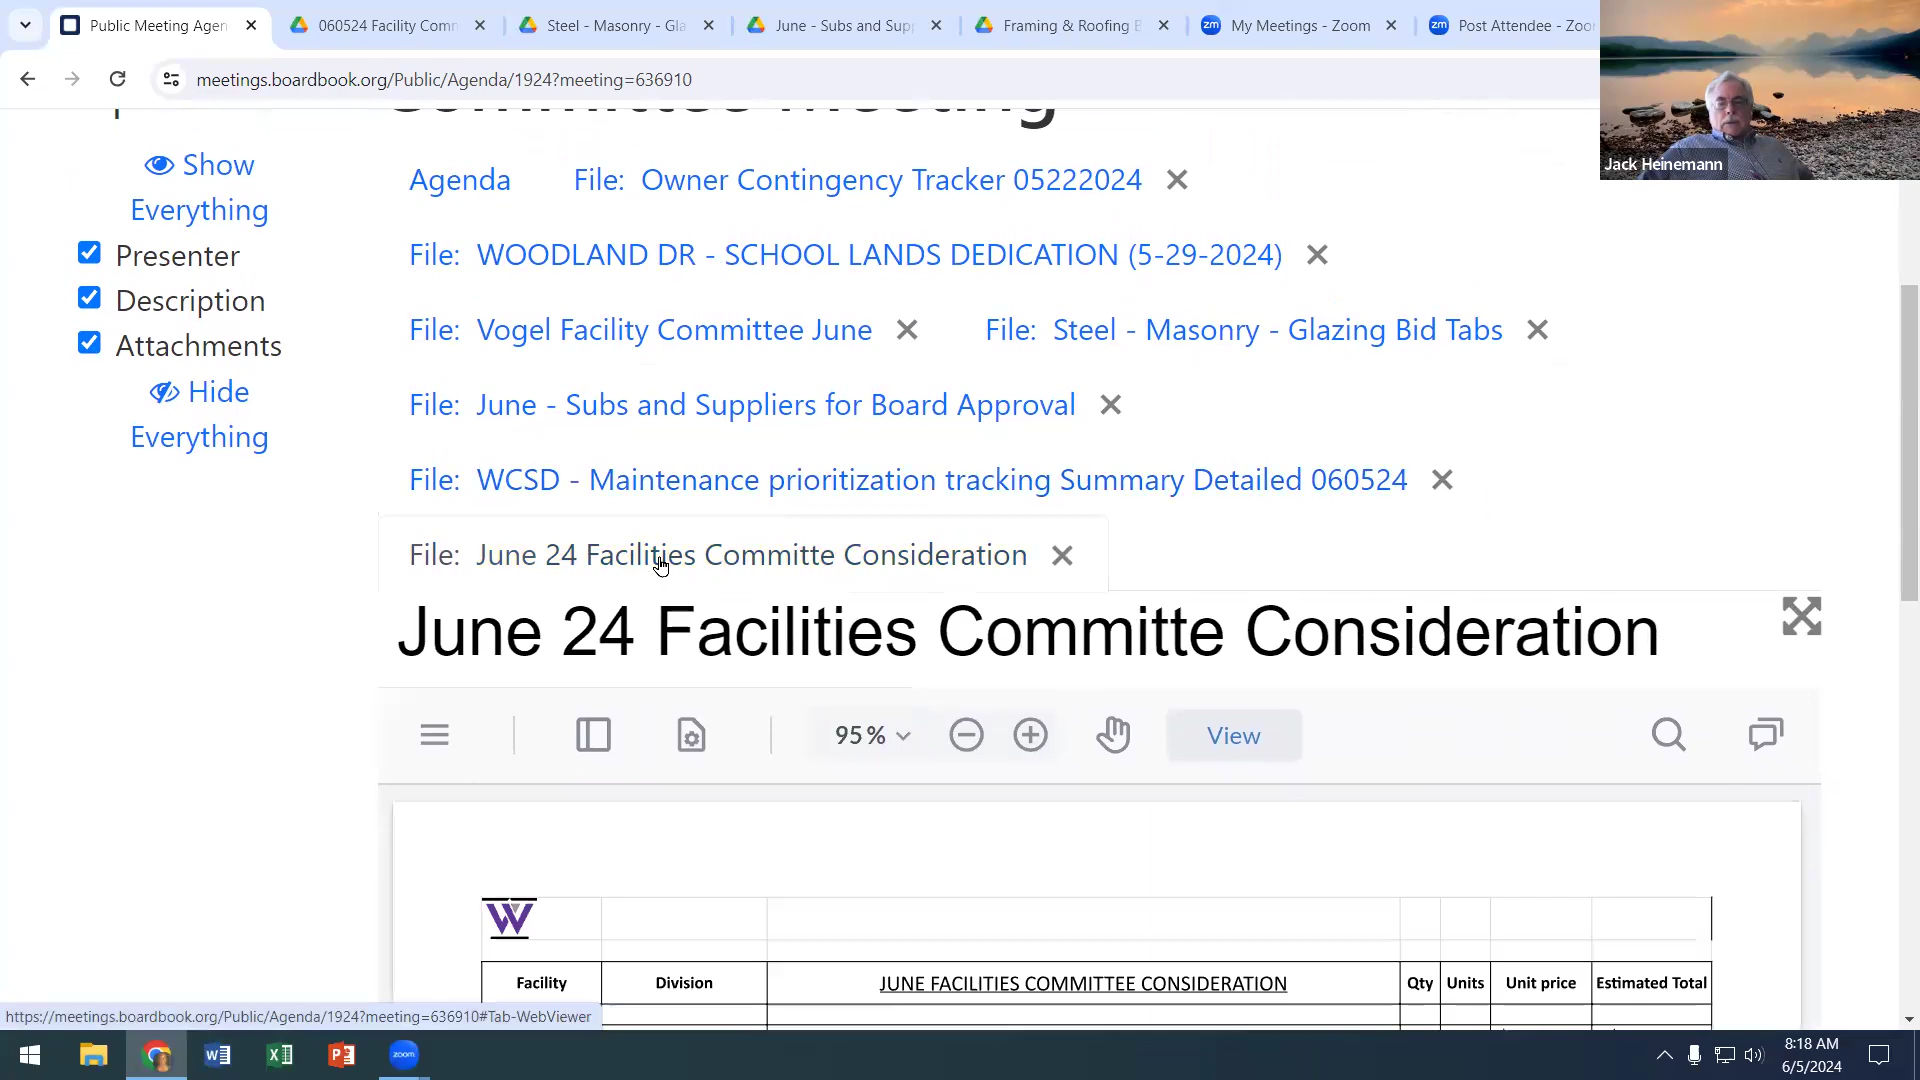 Public Meeting Agen
060524 Facility Comm
Steel - Masonry - Gla
June - Subs and Supp
Framing & Roofing B
My Meetings - Zoom
Post Attendee - Zoo
meetings.boardbook.org/Public/Agenda/1924?meeting=636910
Committee Meeting
Jack Heinemann
Show
Everything
Presenter
Description
Attachments
Hide
Everything
Agenda File: Owner Contingency Tracker 05222024
File: WOODLAND DR - SCHOOL LANDS DEDICATION (5-29-2024)
File: Vogel Facility Committee June File: Steel - Masonry - Glazing Bid Tabs
File: June - Subs and Suppliers for Board Approval
File: WCSD - Maintenance prioritization tracking Summary Detailed 060524
File: June 24 Facilities Committe Consideration
June 24 Facilities Committe Consideration
95% View
W
Facility Division JUNE FACILITIES COMMITTEE CONSIDERATION Qty Units Unit price Estimated Total
https://meetings.boardbook.org/Public/Agenda/1924?meeting=636910#Tab-WebViewer
zoom
8:18 AM
6/5/2024